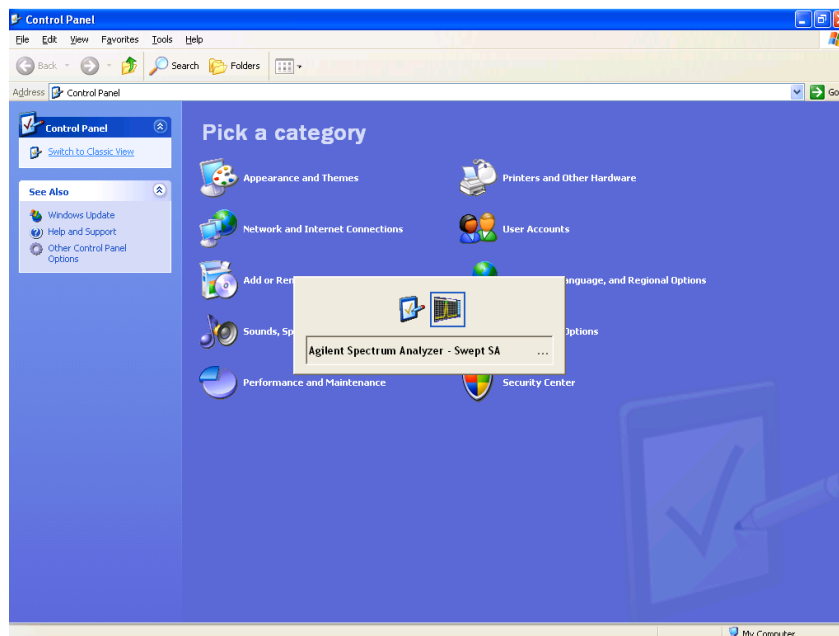 Control Panel
File Edit View Favorites Tools Help
Back Search Folders
Address Control Panel Go
Control Panel
Switch to Classic View
See Also
Windows Update
Help and Support
Other Control Panel
Options
Pick a category
Appearance and Themes
Printers and Other Hardware
Network and Internet Connections
User Accounts
Add or Rem
anguage, and Regional Options
Sounds, Sp
Options
Agilent Spectrum Analyzer - Swept SA ...
Performance and Maintenance
Security Center
My Computer